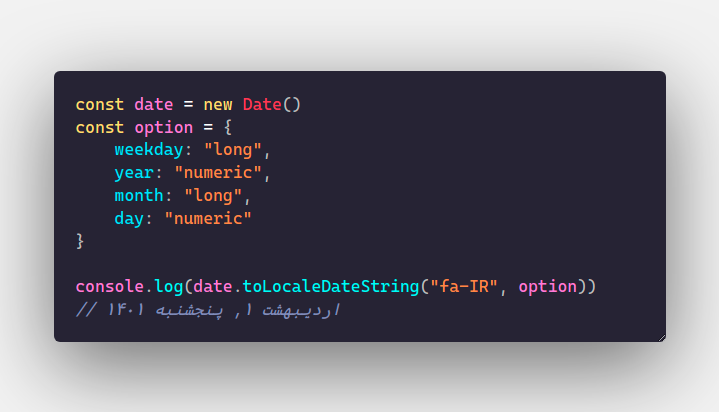 const date = new Date()
const option = {
    weekday: "long",
    year: "numeric",
    month: "long",
    day: "numeric"
}
console.log(date.toLocaleDateString("fa-IR", option))
// اردیبهشت ۱, پنجشنبه ۱۴۰۱